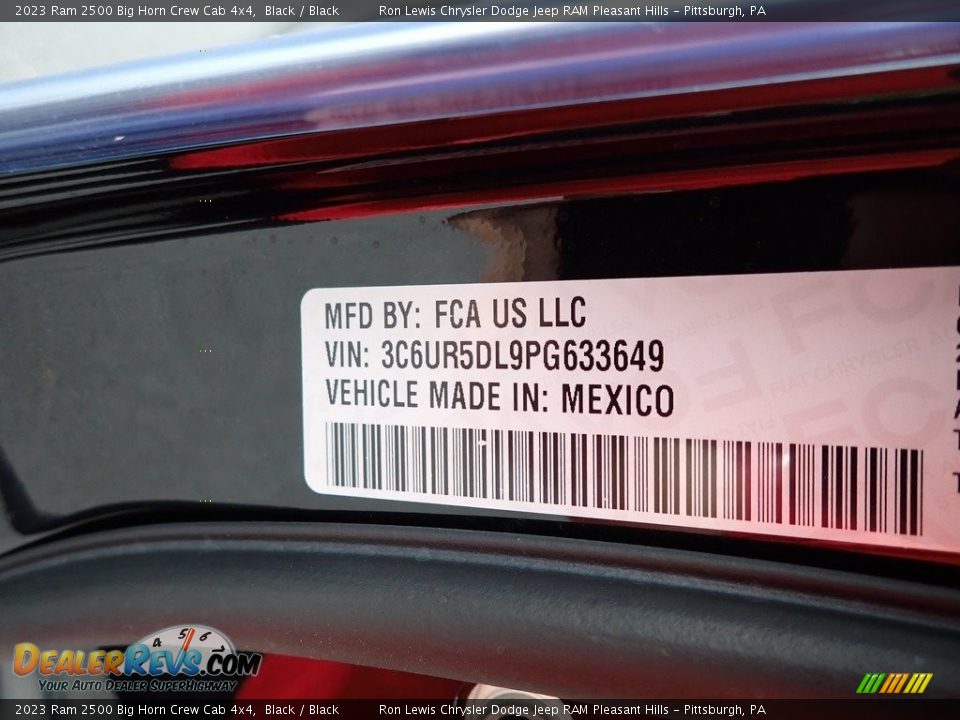 2023 Ram 2500 Big Horn Crew Cab 4x4, Black / Black Ron Lewis Chrysler Dodge Jeep RAM Pleasant Hills - Pittsburgh, PA
MFD BY: FCA US LLC
VIN: 3C6UR5DL9PG633649
VEHICLE MADE IN: MEXICO
4 5 6
DealerRevs.com
Your Auto Dealer SuperHighway
2023 Ram 2500 Big Horn Crew Cab 4x4, Black / Black Ron Lewis Chrysler Dodge Jeep RAM Pleasant Hills - Pittsburgh, PA